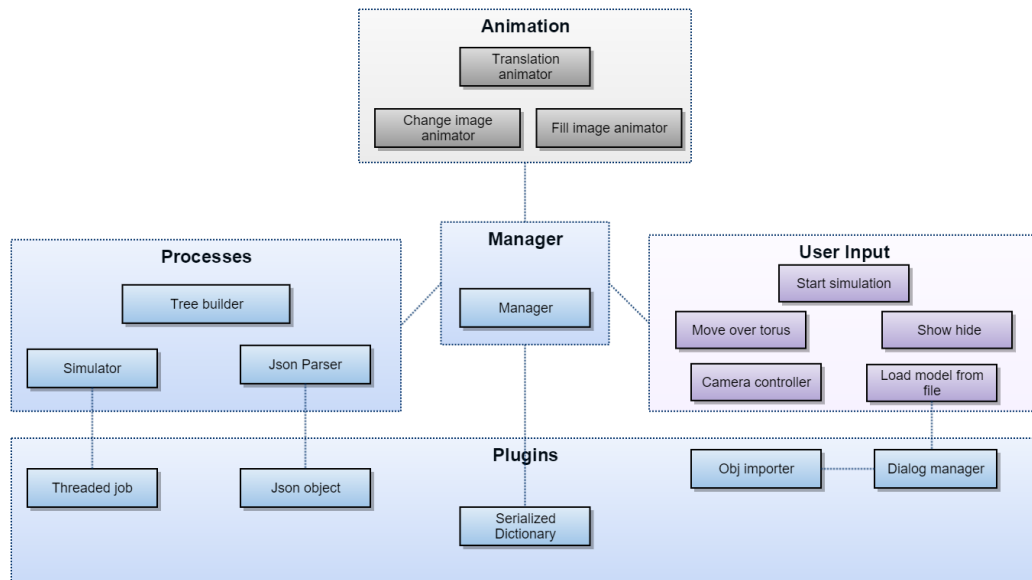 Animation
Translation
animator
Change image
animator
Fill image animator
Manager
Manager
Processes
Tree builder
Simulator
Json Parser
User Input
Start simulation
Move over torus
Show hide
Camera controller
Load model from
file
Plugins
Threaded job
Json object
Serialized
Dictionary
Obj importer
Dialog manager